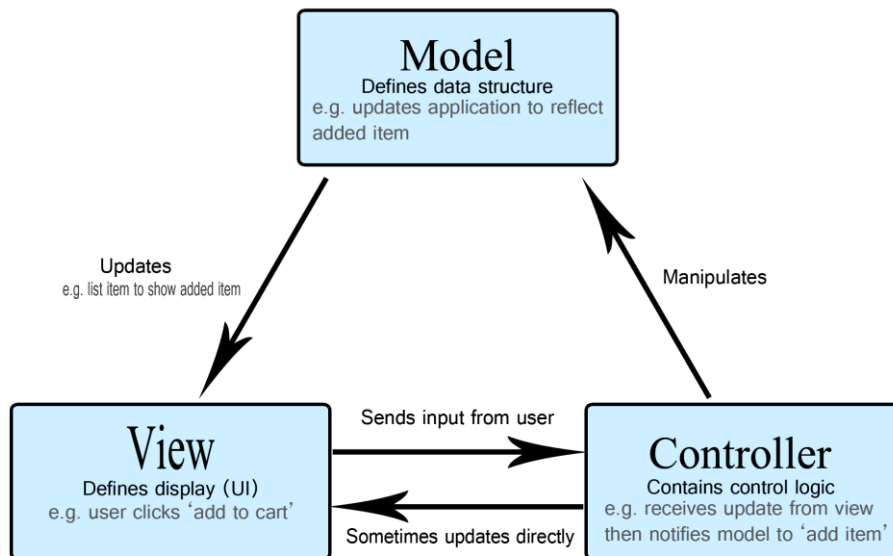 Model
Defines data structure
e.g. updates application to reflect
added item
Updates
e.g. list item to show added item
Manipulates
View
Defines display (UI)
e.g. user clicks ‘add to cart’
Sends input from user
Sometimes updates directly
Controller
Contains control logic
e.g. receives update from view
then notifies model to ‘add item’